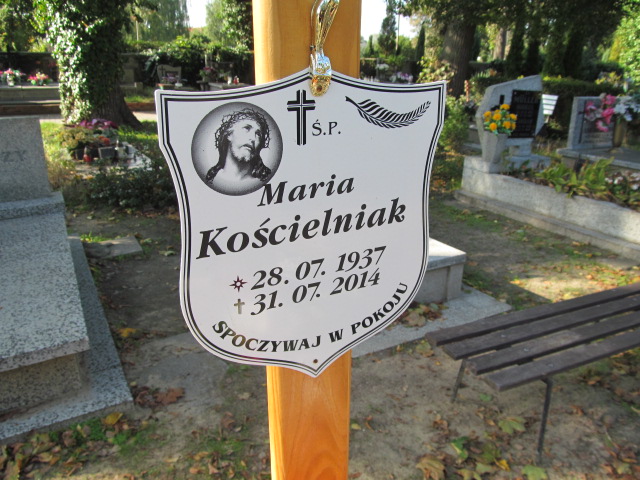 Ś.P.
Maria
Kościelniak
28. 07. 1937
31. 07. 2014
SPOCZYWAJ W POKOJU